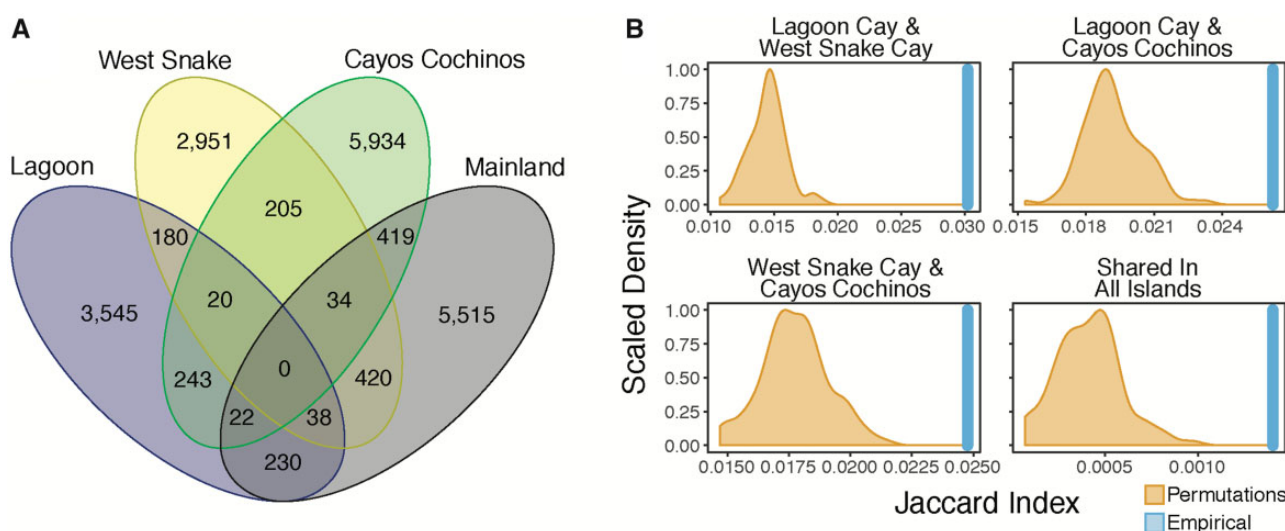 A
West Snake
Cayos Cochinos
Lagoon
Mainland
2,951
5,934
205
180
419
3,545
20
34
5,515
0
243
420
22
38
230
B
Lagoon Cay &
West Snake Cay
Lagoon Cay &
Cayos Cochinos
1.00
0.75
0.50
0.25
0.00
0.010 0.015 0.020 0.025 0.030
0.015 0.018 0.021 0.024
West Snake Cay &
Cayos Cochinos
Shared In
All Islands
1.00
0.75
0.50
0.25
0.00
0.0150 0.0175 0.0200 0.0225 0.0250
0.0005 0.0010
Scaled Density
Jaccard Index
Permutations
Empirical